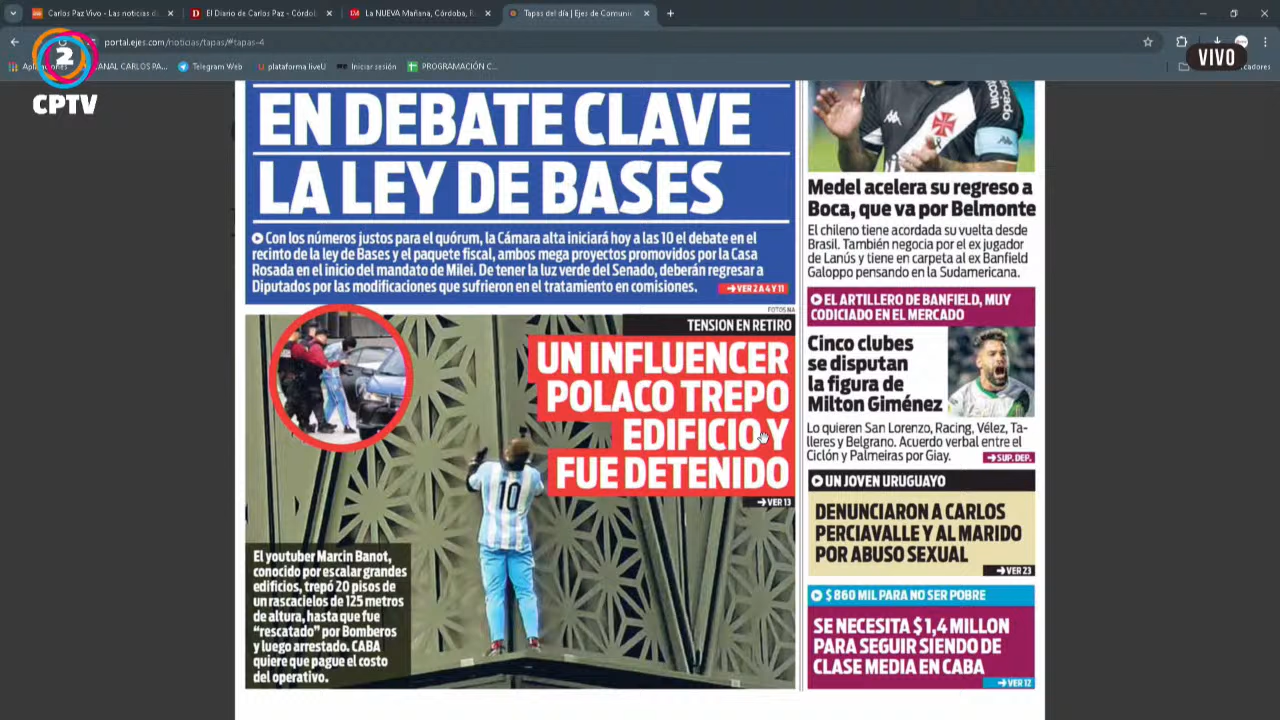 Carlos Paz Vivo - Las noticias d
El Diario de Carlos Paz - Córdob
La NUEVA Mañana, Córdoba, R
Tapas del día | Ejes de Comunic
portal.ejes.com/noticias/tapas/#tapas-4
ANAL CARLOS PA...
Telegram Web
plataforma liveU
Iniciar sesión
PROGRAMACIÓN C...
cadores
2
CPTV
VIVO
EN DEBATE CLAVE
LA LEY DE BASES
Con los números justos para el quórum, la Cámara alta iniciará hoy a las 10 el debate en el
recinto de la ley de Bases y el paquete fiscal, ambos mega proyectos promovidos por la Casa
Rosada en el inicio del mandato de Milei. De tener la luz verde del Senado, deberán regresar a
Diputados por las modificaciones que sufrieron en el tratamiento en comisiones.
VER 2 A 4 Y 11
FOTOS NA
TENSION EN RETIRO
UN INFLUENCER
POLACO TREPO
EDIFICIO Y
FUE DETENIDO
VER 13
10
El youtuber Marcin Banot,
conocido por escalar grandes
edificios, trepó 20 pisos de
un rascacielos de 125 metros
de altura, hasta que fue
“rescatado” por Bomberos
y luego arrestado. CABA
quiere que pague el costo
del operativo.
Medel acelera su regreso a
Boca, que va por Belmonte
El chileno tiene acordada su vuelta desde
Brasil. También negocia por el ex jugador
de Lanús y tiene en carpeta al ex Banfield
Galoppo pensando en la Sudamericana.
EL ARTILLERO DE BANFIELD, MUY
CODICIADO EN EL MERCADO
Cinco clubes
se disputan
la figura de
Milton Giménez
Lo quieren San Lorenzo, Racing, Vélez, Ta-
lleres y Belgrano. Acuerdo verbal entre el
Ciclón y Palmeiras por Giay.
SUP. DEP.
UN JOVEN URUGUAYO
DENUNCIARON A CARLOS
PERCIAVALLE Y AL MARIDO
POR ABUSO SEXUAL
VER 23
$ 860 MIL PARA NO SER POBRE
SE NECESITA $ 1,4 MILLON
PARA SEGUIR SIENDO DE
CLASE MEDIA EN CABA
VER 12